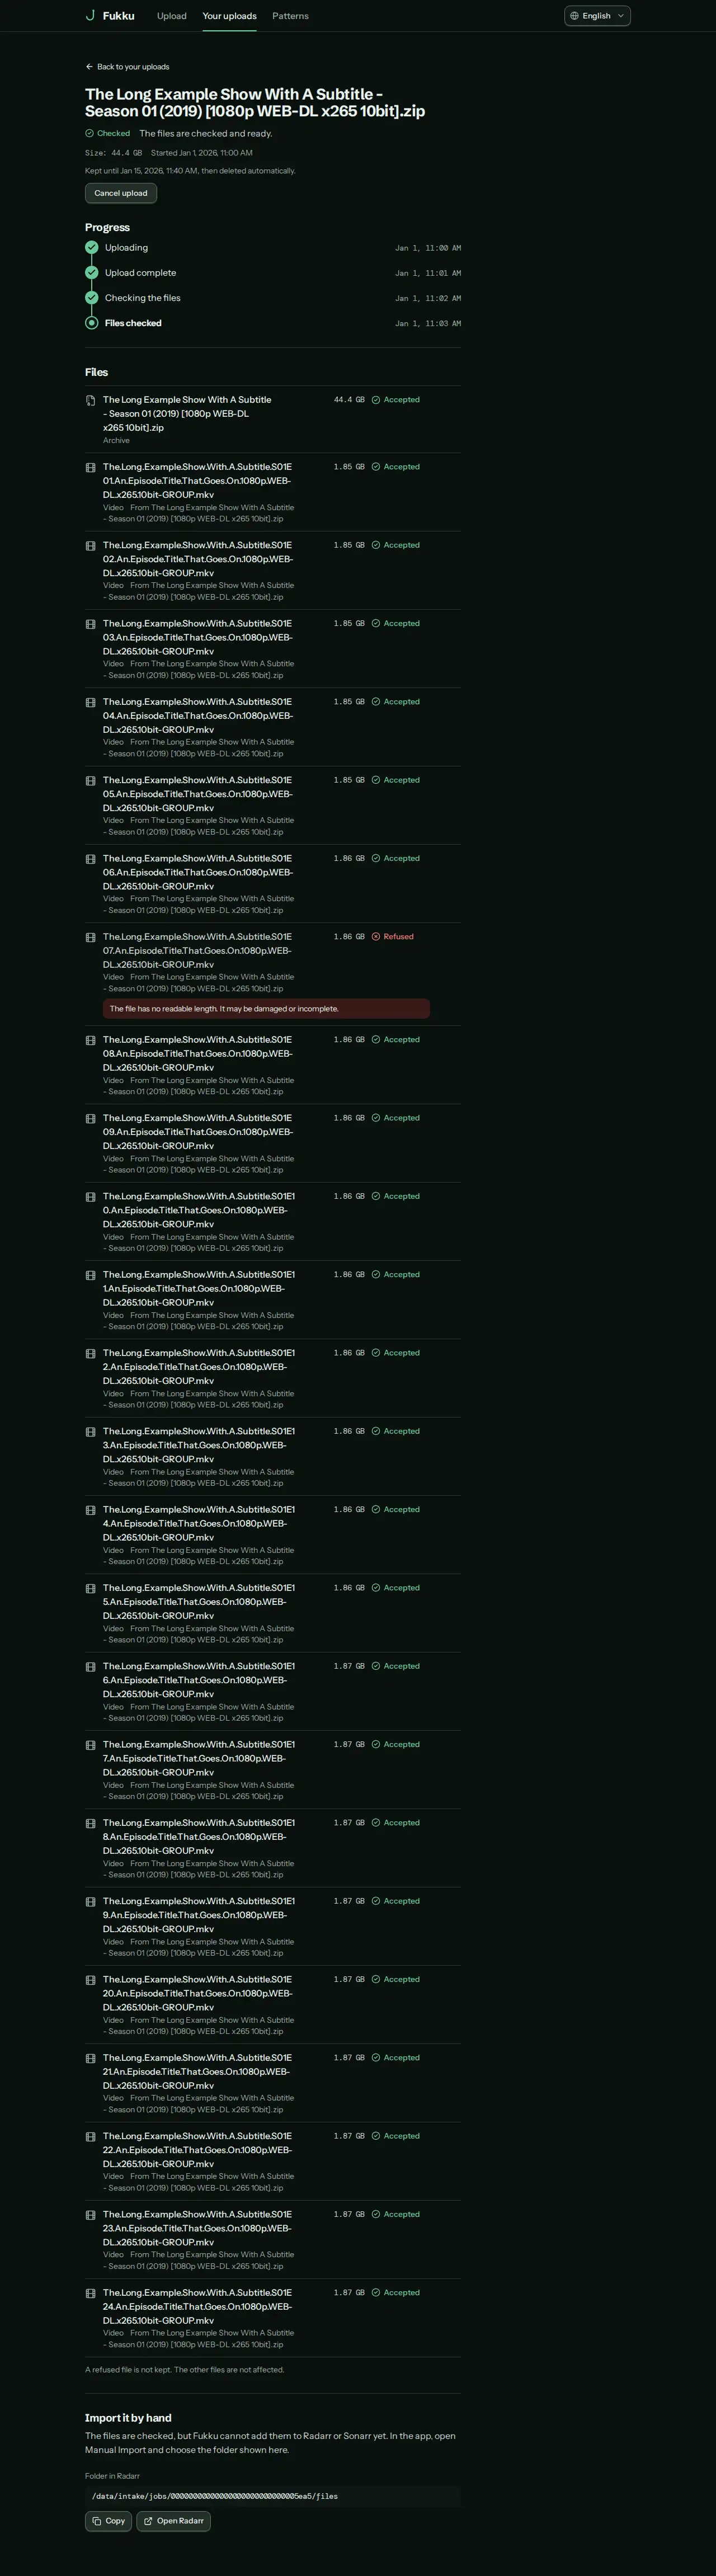 Fukku
Upload
Your uploads
Patterns
English
Back to your uploads
The Long Example Show With A Subtitle -
Season 01 (2019) [1080p WEB-DL x265 10bit].zip
Checked The files are checked and ready.
Size: 44.4 GB Started Jan 1, 2026, 11:00 AM
Kept until Jan 15, 2026, 11:40 AM, then deleted automatically.
Cancel upload
Progress
Uploading Jan 1, 11:00 AM
Upload complete Jan 1, 11:01 AM
Checking the files Jan 1, 11:02 AM
Files checked Jan 1, 11:03 AM
Files
The Long Example Show With A Subtitle 44.4 GB Accepted
- Season 01 (2019) [1080p WEB-DL
x265 10bit].zip
Archive
The.Long.Example.Show.With.A.Subtitle.S01E 1.85 GB Accepted
01.An.Episode.Title.That.Goes.On.1080p.WEB-
DL.x265.10bit-GROUP.mkv
Video From The Long Example Show With A Subtitle
- Season 01 (2019) [1080p WEB-DL x265 10bit].zip
The.Long.Example.Show.With.A.Subtitle.S01E 1.85 GB Accepted
02.An.Episode.Title.That.Goes.On.1080p.WEB-
DL.x265.10bit-GROUP.mkv
Video From The Long Example Show With A Subtitle
- Season 01 (2019) [1080p WEB-DL x265 10bit].zip
The.Long.Example.Show.With.A.Subtitle.S01E 1.85 GB Accepted
03.An.Episode.Title.That.Goes.On.1080p.WEB-
DL.x265.10bit-GROUP.mkv
Video From The Long Example Show With A Subtitle
- Season 01 (2019) [1080p WEB-DL x265 10bit].zip
The.Long.Example.Show.With.A.Subtitle.S01E 1.85 GB Accepted
04.An.Episode.Title.That.Goes.On.1080p.WEB-
DL.x265.10bit-GROUP.mkv
Video From The Long Example Show With A Subtitle
- Season 01 (2019) [1080p WEB-DL x265 10bit].zip
The.Long.Example.Show.With.A.Subtitle.S01E 1.85 GB Accepted
05.An.Episode.Title.That.Goes.On.1080p.WEB-
DL.x265.10bit-GROUP.mkv
Video From The Long Example Show With A Subtitle
- Season 01 (2019) [1080p WEB-DL x265 10bit].zip
The.Long.Example.Show.With.A.Subtitle.S01E 1.86 GB Accepted
06.An.Episode.Title.That.Goes.On.1080p.WEB-
DL.x265.10bit-GROUP.mkv
Video From The Long Example Show With A Subtitle
- Season 01 (2019) [1080p WEB-DL x265 10bit].zip
The.Long.Example.Show.With.A.Subtitle.S01E 1.86 GB Refused
07.An.Episode.Title.That.Goes.On.1080p.WEB-
DL.x265.10bit-GROUP.mkv
Video From The Long Example Show With A Subtitle
- Season 01 (2019) [1080p WEB-DL x265 10bit].zip
The file has no readable length. It may be damaged or incomplete.
The.Long.Example.Show.With.A.Subtitle.S01E 1.86 GB Accepted
08.An.Episode.Title.That.Goes.On.1080p.WEB-
DL.x265.10bit-GROUP.mkv
Video From The Long Example Show With A Subtitle
- Season 01 (2019) [1080p WEB-DL x265 10bit].zip
The.Long.Example.Show.With.A.Subtitle.S01E 1.86 GB Accepted
09.An.Episode.Title.That.Goes.On.1080p.WEB-
DL.x265.10bit-GROUP.mkv
Video From The Long Example Show With A Subtitle
- Season 01 (2019) [1080p WEB-DL x265 10bit].zip
The.Long.Example.Show.With.A.Subtitle.S01E1 1.86 GB Accepted
0.An.Episode.Title.That.Goes.On.1080p.WEB-
DL.x265.10bit-GROUP.mkv
Video From The Long Example Show With A Subtitle
- Season 01 (2019) [1080p WEB-DL x265 10bit].zip
The.Long.Example.Show.With.A.Subtitle.S01E1 1.86 GB Accepted
1.An.Episode.Title.That.Goes.On.1080p.WEB-
DL.x265.10bit-GROUP.mkv
Video From The Long Example Show With A Subtitle
- Season 01 (2019) [1080p WEB-DL x265 10bit].zip
The.Long.Example.Show.With.A.Subtitle.S01E1 1.86 GB Accepted
2.An.Episode.Title.That.Goes.On.1080p.WEB-
DL.x265.10bit-GROUP.mkv
Video From The Long Example Show With A Subtitle
- Season 01 (2019) [1080p WEB-DL x265 10bit].zip
The.Long.Example.Show.With.A.Subtitle.S01E1 1.86 GB Accepted
3.An.Episode.Title.That.Goes.On.1080p.WEB-
DL.x265.10bit-GROUP.mkv
Video From The Long Example Show With A Subtitle
- Season 01 (2019) [1080p WEB-DL x265 10bit].zip
The.Long.Example.Show.With.A.Subtitle.S01E1 1.86 GB Accepted
4.An.Episode.Title.That.Goes.On.1080p.WEB-
DL.x265.10bit-GROUP.mkv
Video From The Long Example Show With A Subtitle
- Season 01 (2019) [1080p WEB-DL x265 10bit].zip
The.Long.Example.Show.With.A.Subtitle.S01E1 1.86 GB Accepted
5.An.Episode.Title.That.Goes.On.1080p.WEB-
DL.x265.10bit-GROUP.mkv
Video From The Long Example Show With A Subtitle
- Season 01 (2019) [1080p WEB-DL x265 10bit].zip
The.Long.Example.Show.With.A.Subtitle.S01E1 1.87 GB Accepted
6.An.Episode.Title.That.Goes.On.1080p.WEB-
DL.x265.10bit-GROUP.mkv
Video From The Long Example Show With A Subtitle
- Season 01 (2019) [1080p WEB-DL x265 10bit].zip
The.Long.Example.Show.With.A.Subtitle.S01E1 1.87 GB Accepted
7.An.Episode.Title.That.Goes.On.1080p.WEB-
DL.x265.10bit-GROUP.mkv
Video From The Long Example Show With A Subtitle
- Season 01 (2019) [1080p WEB-DL x265 10bit].zip
The.Long.Example.Show.With.A.Subtitle.S01E1 1.87 GB Accepted
8.An.Episode.Title.That.Goes.On.1080p.WEB-
DL.x265.10bit-GROUP.mkv
Video From The Long Example Show With A Subtitle
- Season 01 (2019) [1080p WEB-DL x265 10bit].zip
The.Long.Example.Show.With.A.Subtitle.S01E1 1.87 GB Accepted
9.An.Episode.Title.That.Goes.On.1080p.WEB-
DL.x265.10bit-GROUP.mkv
Video From The Long Example Show With A Subtitle
- Season 01 (2019) [1080p WEB-DL x265 10bit].zip
The.Long.Example.Show.With.A.Subtitle.S01E 1.87 GB Accepted
20.An.Episode.Title.That.Goes.On.1080p.WEB-
DL.x265.10bit-GROUP.mkv
Video From The Long Example Show With A Subtitle
- Season 01 (2019) [1080p WEB-DL x265 10bit].zip
The.Long.Example.Show.With.A.Subtitle.S01E 1.87 GB Accepted
21.An.Episode.Title.That.Goes.On.1080p.WEB-
DL.x265.10bit-GROUP.mkv
Video From The Long Example Show With A Subtitle
- Season 01 (2019) [1080p WEB-DL x265 10bit].zip
The.Long.Example.Show.With.A.Subtitle.S01E 1.87 GB Accepted
22.An.Episode.Title.That.Goes.On.1080p.WEB-
DL.x265.10bit-GROUP.mkv
Video From The Long Example Show With A Subtitle
- Season 01 (2019) [1080p WEB-DL x265 10bit].zip
The.Long.Example.Show.With.A.Subtitle.S01E 1.87 GB Accepted
23.An.Episode.Title.That.Goes.On.1080p.WEB-
DL.x265.10bit-GROUP.mkv
Video From The Long Example Show With A Subtitle
- Season 01 (2019) [1080p WEB-DL x265 10bit].zip
The.Long.Example.Show.With.A.Subtitle.S01E 1.87 GB Accepted
24.An.Episode.Title.That.Goes.On.1080p.WEB-
DL.x265.10bit-GROUP.mkv
Video From The Long Example Show With A Subtitle
- Season 01 (2019) [1080p WEB-DL x265 10bit].zip
A refused file is not kept. The other files are not affected.
Import it by hand
The files are checked, but Fukku cannot add them to Radarr or Sonarr yet. In the app, open
Manual Import and choose the folder shown here.
Folder in Radarr
/data/intake/jobs/00000000000000000000000000005ea5/files
Copy
Open Radarr